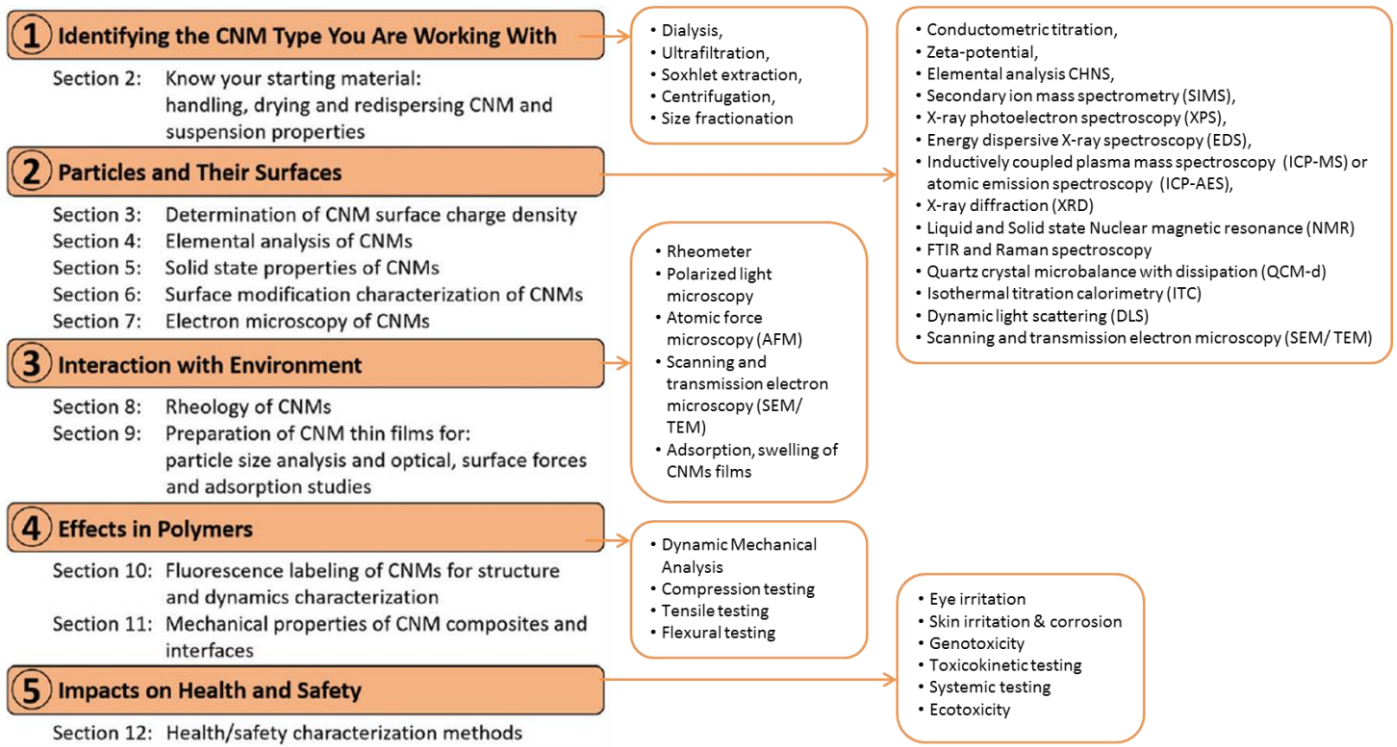 1 Identifying the CNM Type You Are Working With
Section 2: Know your starting material:
handling, drying and redispersing CNM and
suspension properties
• Dialysis,
• Ultrafiltration,
• Soxhlet extraction,
• Centrifugation,
• Size fractionation
2 Particles and Their Surfaces
Section 3: Determination of CNM surface charge density
Section 4: Elemental analysis of CNMs
Section 5: Solid state properties of CNMs
Section 6: Surface modification characterization of CNMs
Section 7: Electron microscopy of CNMs
• Conductometric titration,
• Zeta-potential,
• Elemental analysis CHNS,
• Secondary ion mass spectrometry (SIMS),
• X-ray photoelectron spectroscopy (XPS),
• Energy dispersive X-ray spectroscopy (EDS),
• Inductively coupled plasma mass spectroscopy (ICP-MS) or
atomic emission spectroscopy (ICP-AES),
• X-ray diffraction (XRD)
• Liquid and Solid state Nuclear magnetic resonance (NMR)
• FTIR and Raman spectroscopy
• Quartz crystal microbalance with dissipation (QCM-d)
• Isothermal titration calorimetry (ITC)
• Dynamic light scattering (DLS)
• Scanning and transmission electron microscopy (SEM/ TEM)
3 Interaction with Environment
Section 8: Rheology of CNMs
Section 9: Preparation of CNM thin films for:
particle size analysis and optical, surface forces
and adsorption studies
• Rheometer
• Polarized light
microscopy
• Atomic force
microscopy (AFM)
• Scanning and
transmission electron
microscopy (SEM/
TEM)
• Adsorption, swelling of
CNMs films
4 Effects in Polymers
Section 10: Fluorescence labeling of CNMs for structure
and dynamics characterization
Section 11: Mechanical properties of CNM composites and
interfaces
• Dynamic Mechanical
Analysis
• Compression testing
• Tensile testing
• Flexural testing
5 Impacts on Health and Safety
Section 12: Health/safety characterization methods
• Eye irritation
• Skin irritation & corrosion
• Genotoxicity
• Toxicokinetic testing
• Systemic testing
• Ecotoxicity